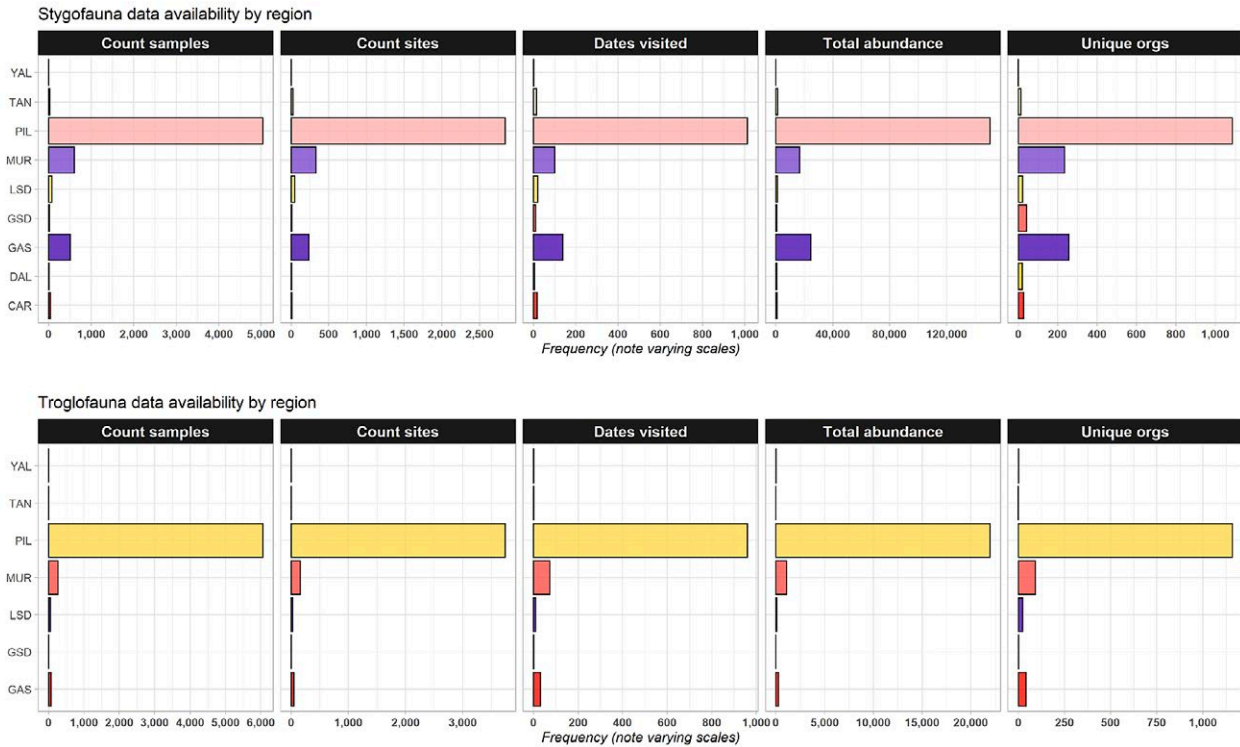 Stygofauna data availability by region
Count samples Count sites Dates visited Total abundance Unique orgs
YAL
TAN
PIL
MUR
LSD
GSD
GAS
DAL
CAR
0 1,000 2,000 3,000 4,000 5,000 0 500 1,000 1,500 2,000 2,500 0 200 400 600 800 1,000 0 40,000 80,000 120,000 0 200 400 600 800 1,000
Frequency (note varying scales)
Troglofauna data availability by region
Count samples Count sites Dates visited Total abundance Unique orgs
YAL
TAN
PIL
MUR
LSD
GSD
GAS
0 1,000 2,000 3,000 4,000 5,000 6,000 0 1,000 2,000 3,000 0 200 400 600 800 1,000 5,000 10,000 15,000 20,000 0 250 500 750 1,000
Frequency (note varying scales)